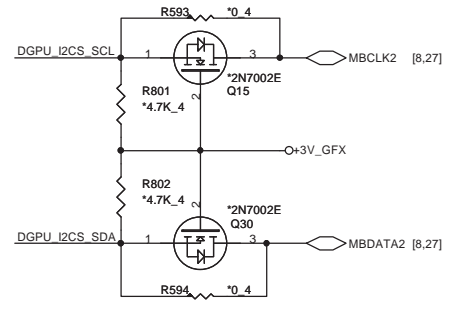 R593 *0_4
DGPU_I2CS_SCL 1 3 MBCLK2 [8,27]
*2N7002E
Q15
2
R801
*4.7K_4
+3V_GFX
R802
*4.7K_4
2
*2N7002E
Q30
DGPU_I2CS_SDA 1 3 MBDATA2 [8,27]
R594 *0_4